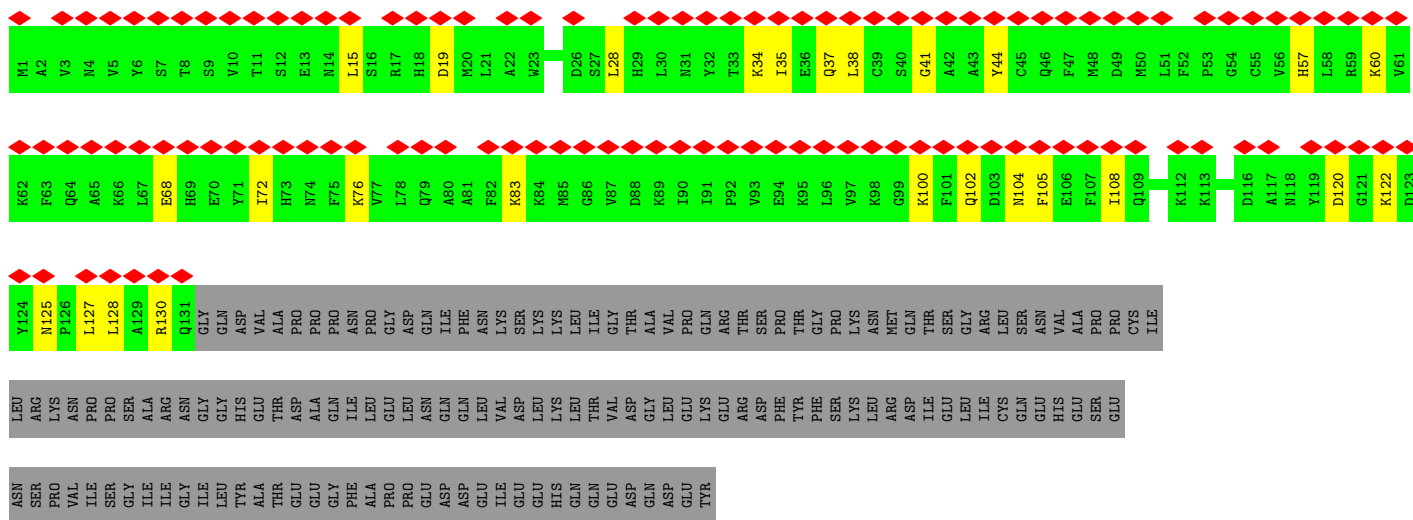 M1 A2 V3 N4 V5 Y6 S7 T8 S9 V10 T11 S12 E13 N14 L15 S16 R17 H18 D19 M20 L21 A22 W23 D26 S27 L28 H29 L30 N31 Y32 T33 K34 I35 E36 Q37 L38 C39 S40 G41 A42 A43 Y44 C45 Q46 F47 M48 D49 M50 L51 F52 P53 G54 C55 V56 H57 L58 R59 K60 V61
K62 F63 Q64 A65 K66 L67 E68 H69 E70 Y71 I72 H73 N74 F75 K76 V77 L78 Q79 A80 A81 F82 K83 K84 M85 G86 V87 D88 K89 I90 I91 P92 V93 E94 K95 L96 V97 K98 G99 K100 F101 Q102 D103 N104 F105 E106 F107 I108 Q109 K112 K113 D116 A117 N118 Y119 D120 G121 K122 D123
Y124 N125 P126 L127 L128 A129 R130 Q131 GLY GLN ASP VAL ALA PRO PRO PRO ASN PRO GLY ASP GLN ILE PHE ASN LYS SER LYS LYS LEU ILE GLY THR ALA VAL PRO GLN ARG THR SER PRO THR GLY PRO LYS ASN MET GLN THR SER GLY ARG LEU SER ASN VAL ALA PRO PRO CYS ILE
LEU ARG LYS ASN PRO PRO SER ALA ARG ASN GLY GLY HIS GLU THR ASP ALA GLN ILE LEU GLU LEU ASN GLN GLN LEU VAL ASP LEU LYS LEU THR VAL ASP GLY LEU GLU LYS GLU ARG ASP PHE TYR PHE SER LYS LEU ARG ASP ILE GLU LEU ILE CYS GLN GLU HIS GLU SER GLU
ASN SER PRO VAL ILE SER GLY ILE ILE GLY ILE LEU TYR ALA THR GLU GLU GLY PHE ALA PRO PRO GLU ASP ASP GLU ILE GLU GLU HIS GLN GLN GLU ASP GLN ASP GLU TYR